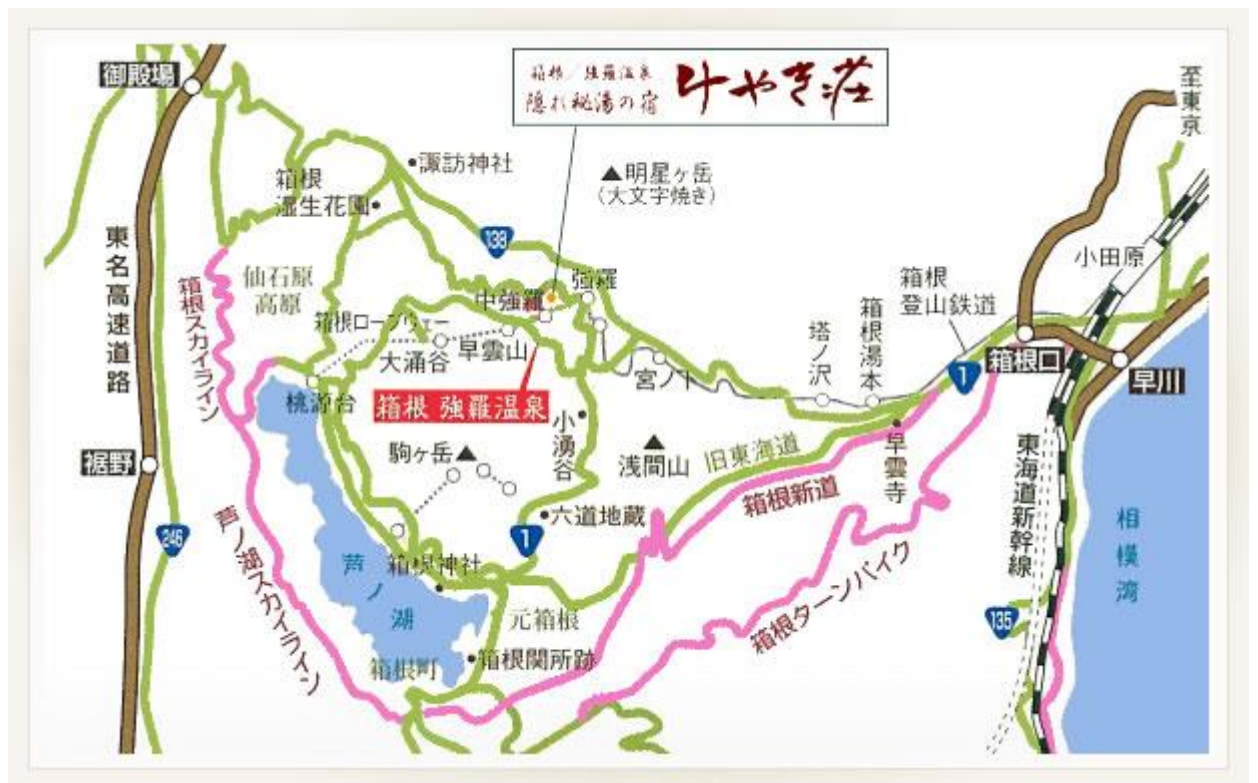 御殿場
箱根/強羅温泉
隠れ秘湯の宿
けやき荘
至東京
諏訪神社
▲明星ヶ岳
(大文字焼き)
箱根
湿生花園
138
東名高速道路
箱根スカイライン
仙石原
高原
中強羅
強羅
小田原
箱根
登山鉄道
箱根ロープウェー
大涌谷
早雲山
宮ノ下
塔ノ沢
箱根湯本
1
箱根口
早川
桃源台
箱根 強羅温泉
小湧谷
駒ヶ岳▲
▲
浅間山
旧東海道
早雲寺
裾野
箱根新道
東海道新幹線
246
芦ノ湖スカイライン
1
六道地蔵
相模湾
芦ノ湖
箱根神社
元箱根
箱根ターンパイク
135
箱根町
箱根関所跡